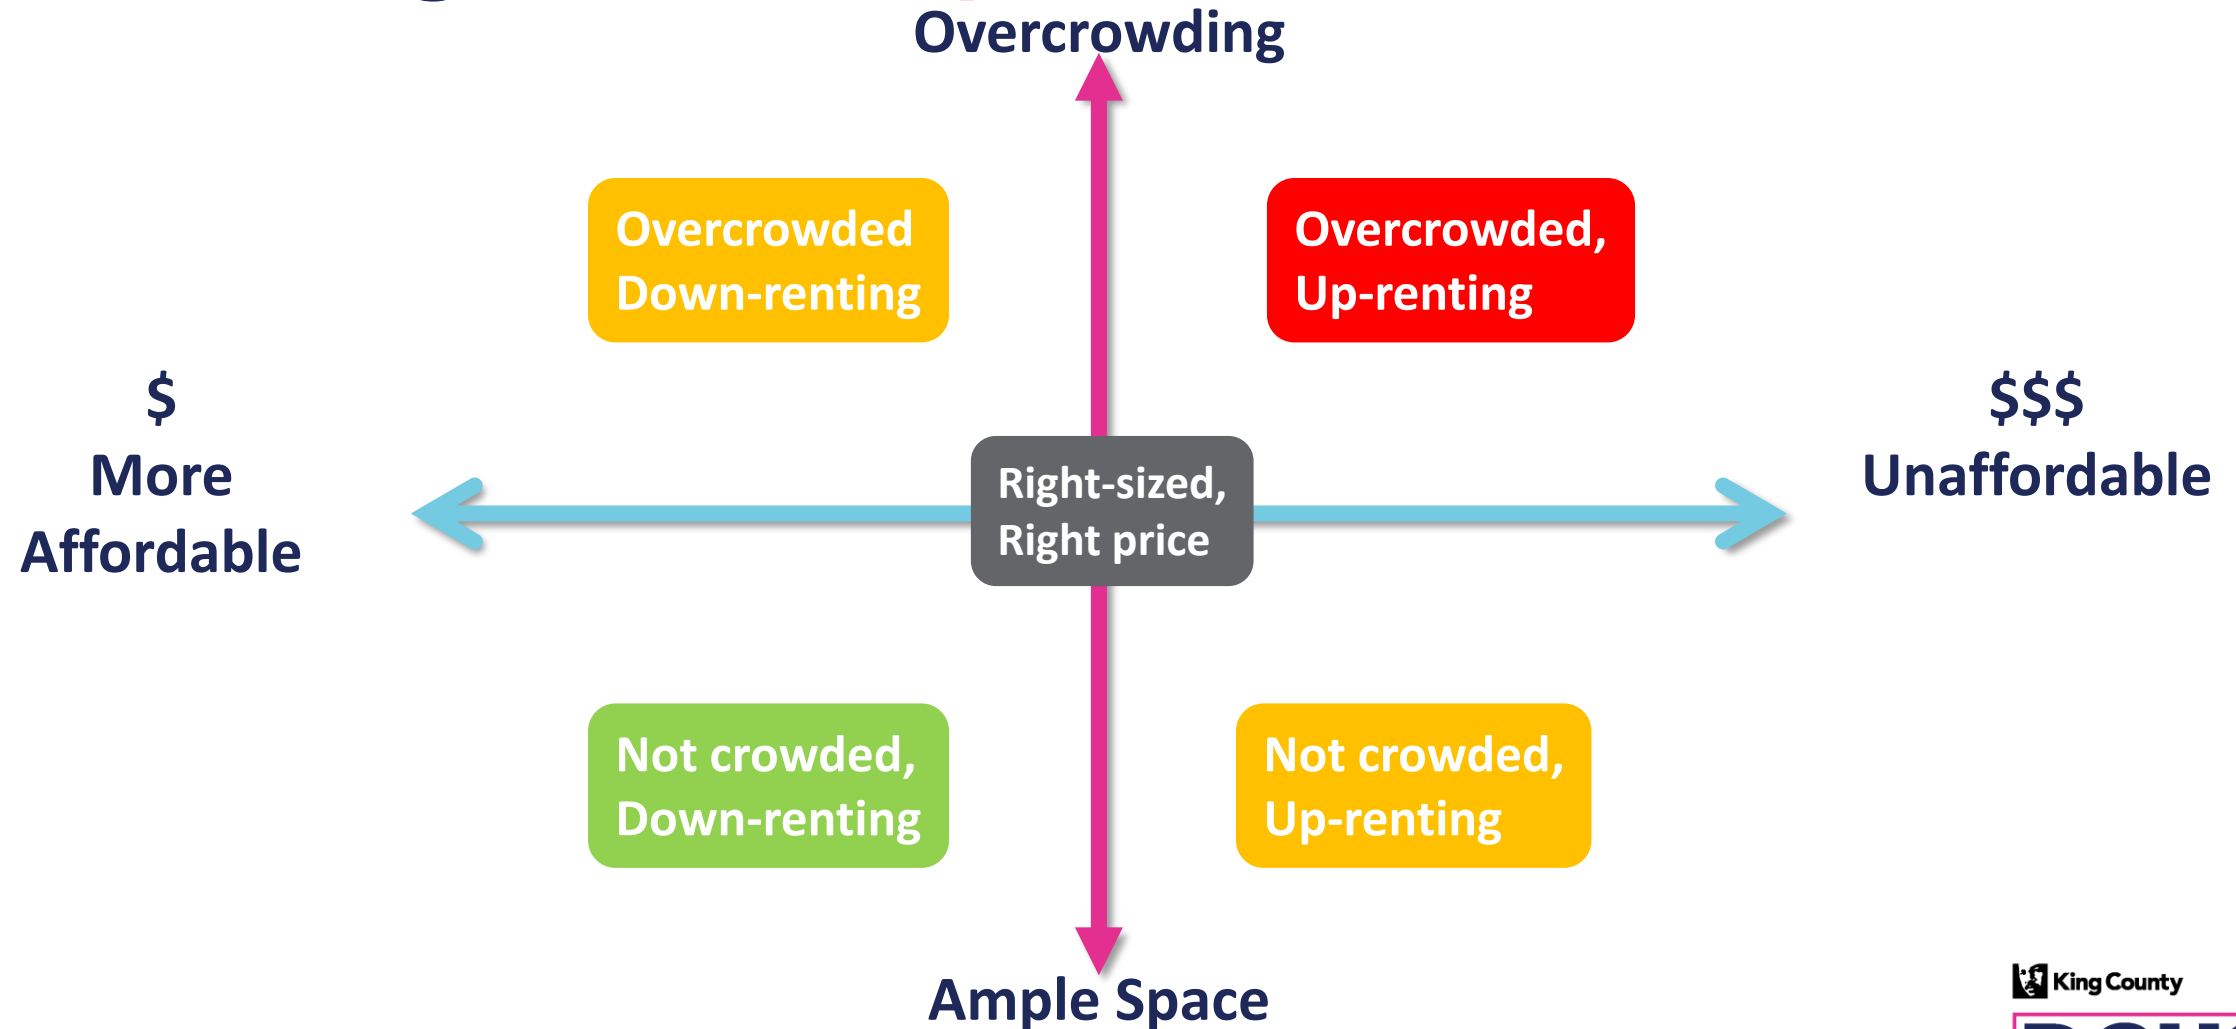 Overcrowding
Overcrowded
Down-renting
Overcrowded,
Up-renting
$
More
Affordable
$$$
Unaffordable
Right-sized,
Right price
Not crowded,
Down-renting
Not crowded,
Up-renting
Ample Space
King County